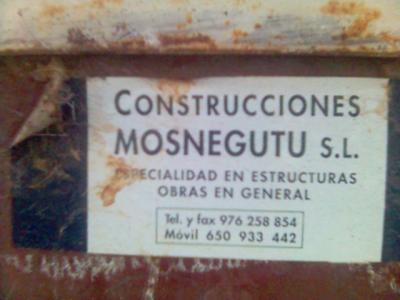 CONSTRUCCIONES
MOSNEGUTU S.L.
ESPECIALIDAD EN ESTRUCTURAS
OBRAS EN GENERAL
Tel. y fax 976 258 854
Móvil 650 933 442